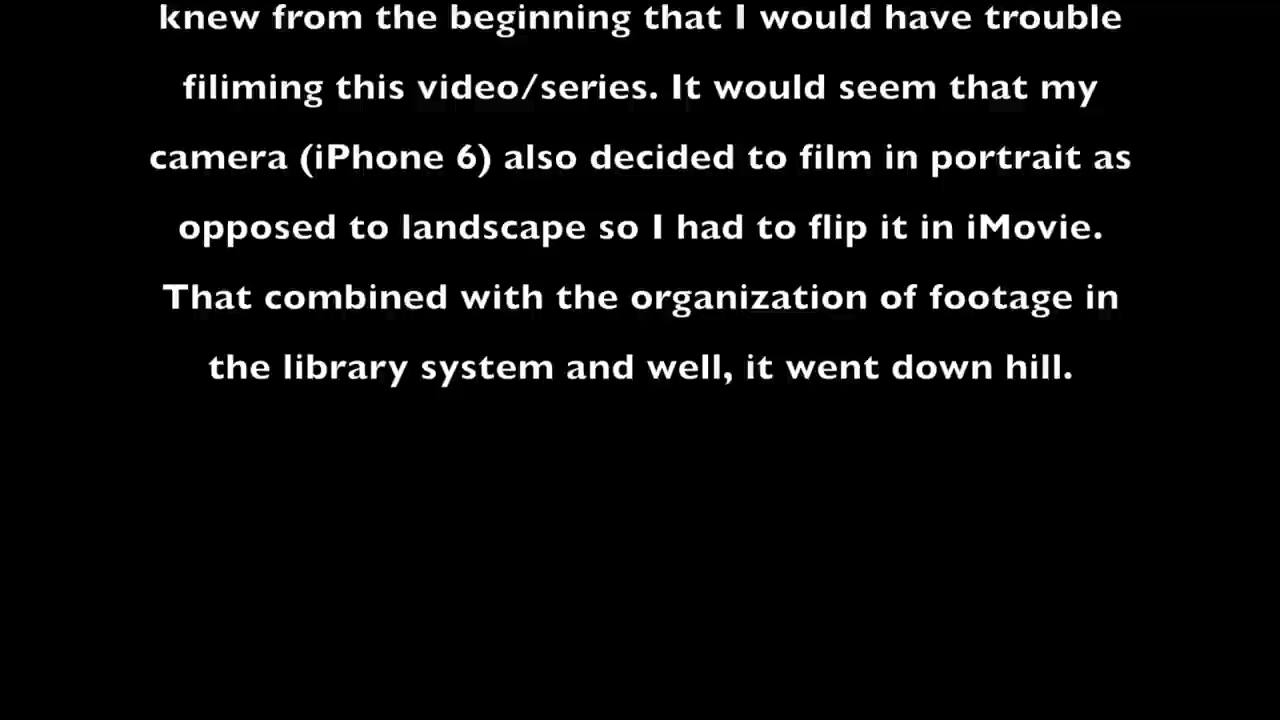 knew from the beginning that I would have trouble
filiming this video/series. It would seem that my
camera (iPhone 6) also decided to film in portrait as
opposed to landscape so I had to flip it in iMovie.
That combined with the organization of footage in
the library system and well, it went down hill.